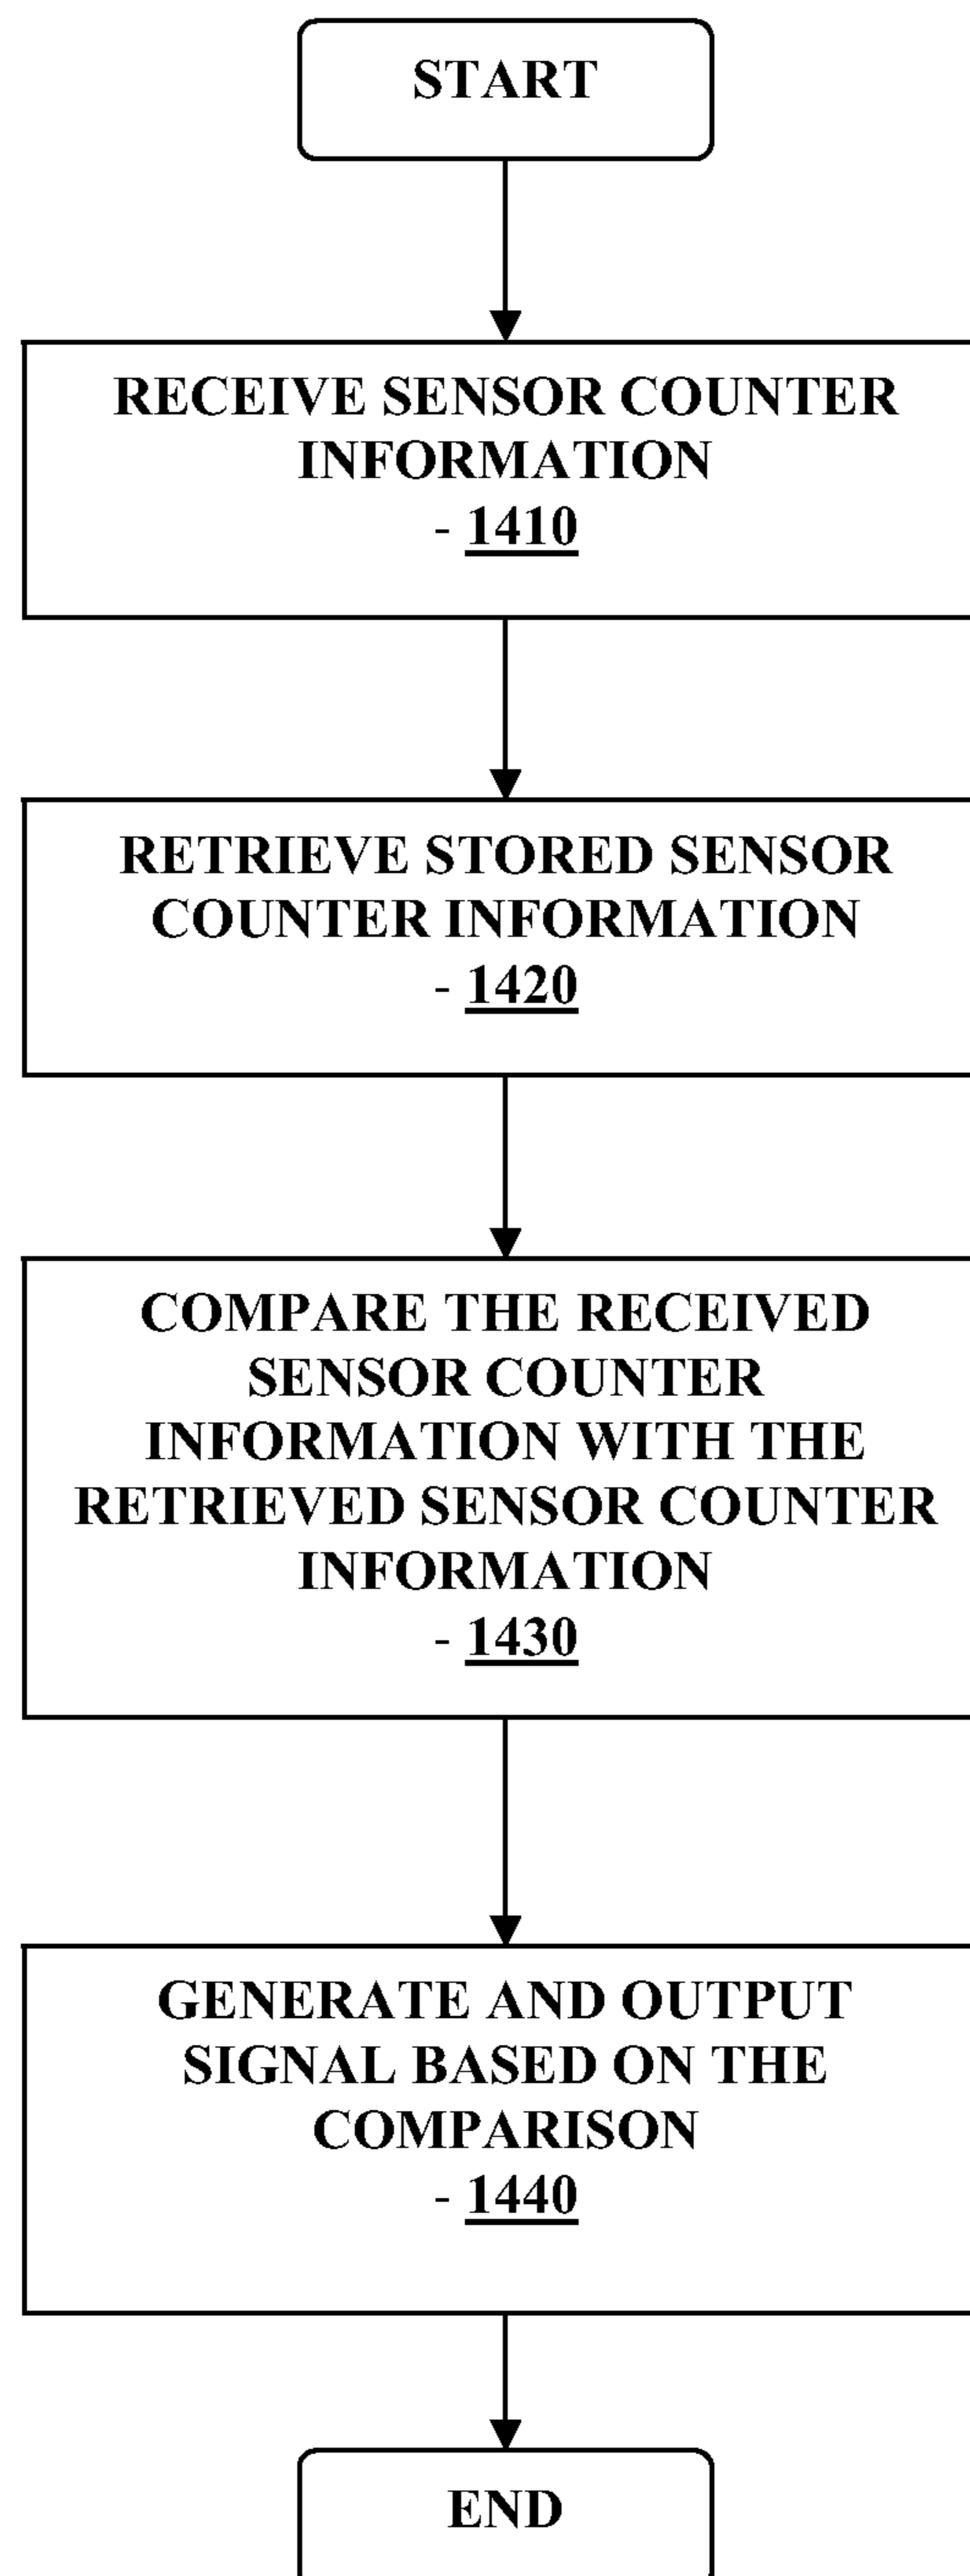 START
RECEIVE SENSOR COUNTER
INFORMATION
- 1410
RETRIEVE STORED SENSOR
COUNTER INFORMATION
- 1420
COMPARE THE RECEIVED
SENSOR COUNTER
INFORMATION WITH THE
RETRIEVED SENSOR COUNTER
INFORMATION
- 1430
GENERATE AND OUTPUT
SIGNAL BASED ON THE
COMPARISON
- 1440
END